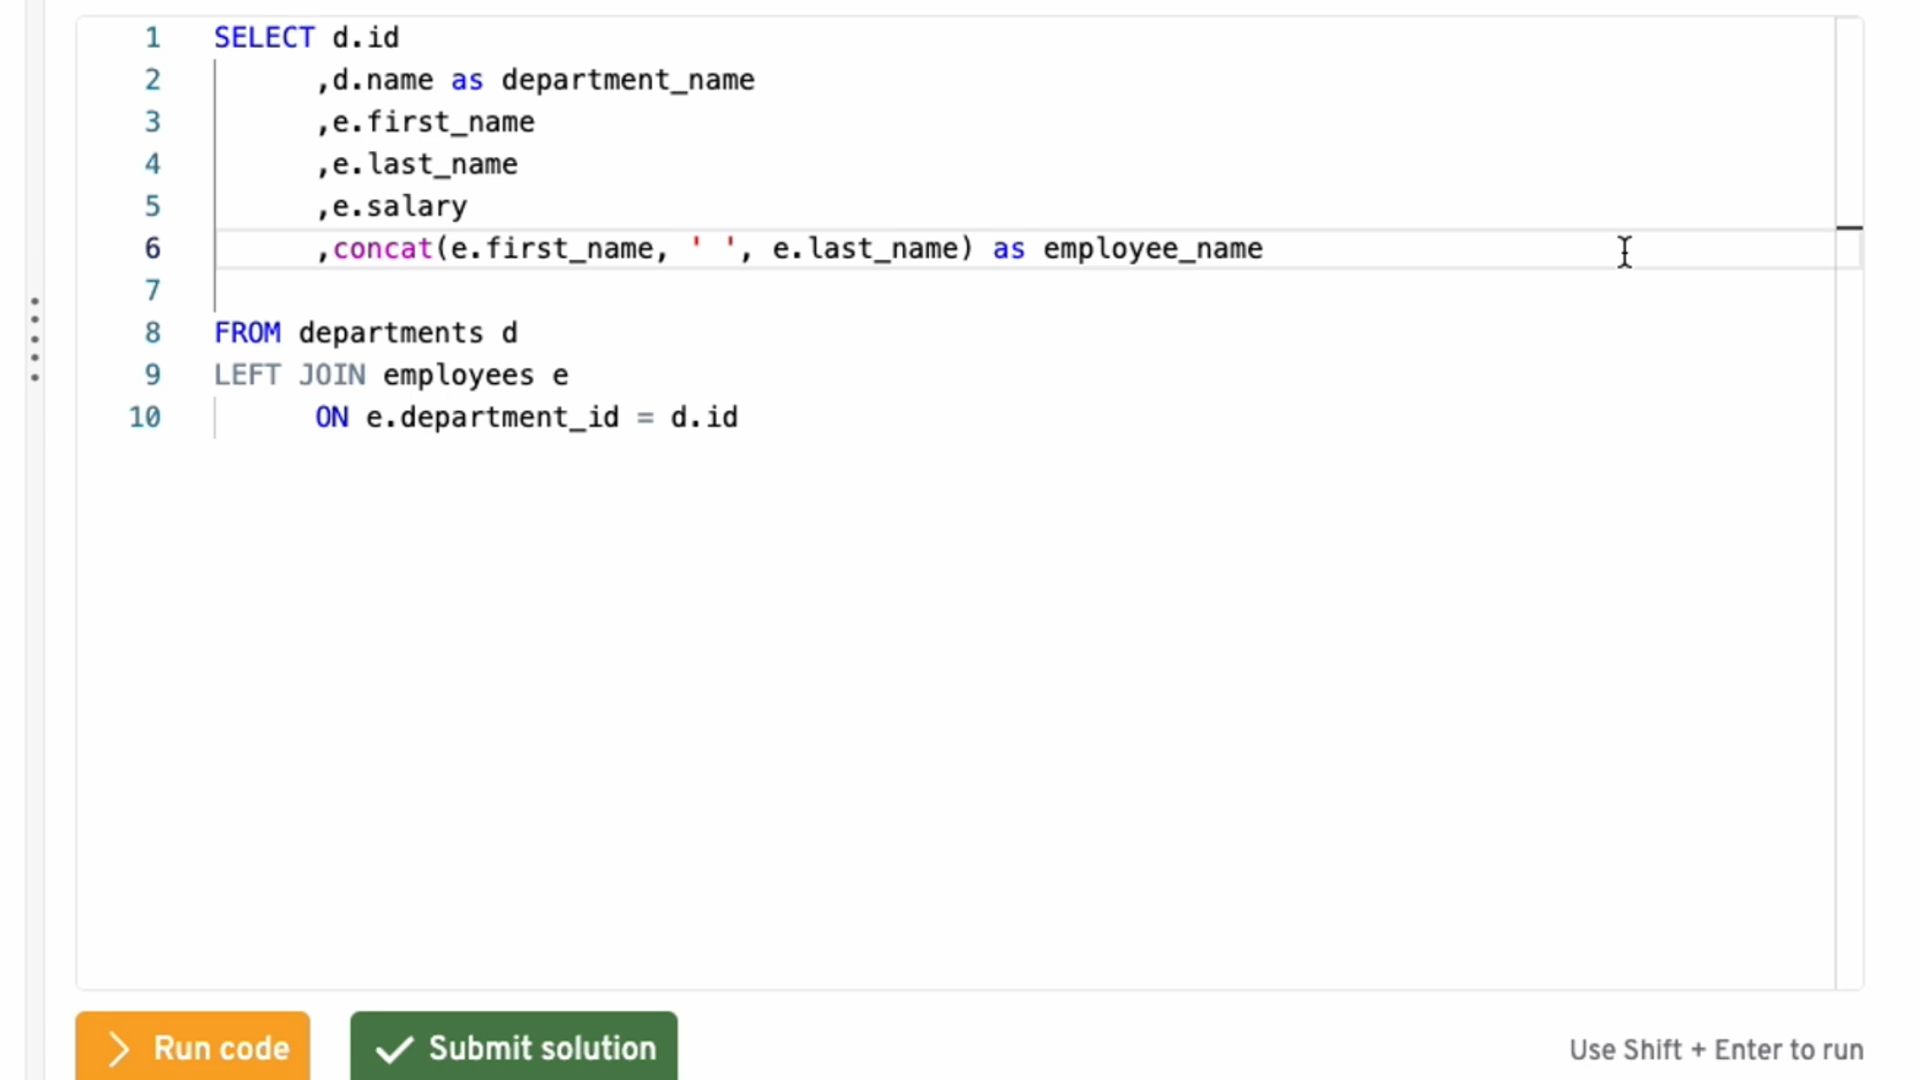 1 SELECT d.id
2 ,d.name as department_name
3 ,e.first_name
4 ,e.last_name
5 ,e.salary
6 ,concat(e.first_name, ' ', e.last_name) as employee_name
7
8 FROM departments d
9 LEFT JOIN employees e
10 ON e.department_id = d.id
Run code
Submit solution
Use Shift + Enter to run